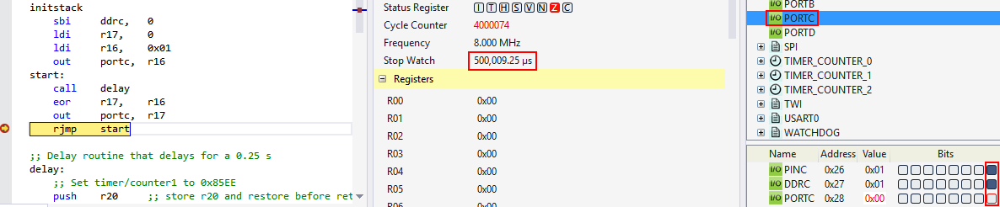 initstack
sbi ddrc, 0
ldi r17, 0
ldi r16, 0x01
out portc, r16
start:
call delay
eor r17, r16
out portc, r17
rjmp start
;; Delay routine that delays for a 0.25 s
delay:
;; Set timer/counter1 to 0x85EE
push r20 ;; store r20 and restore before ret
Status Register I T H S V N Z C
Cycle Counter 4000074
Frequency 8.000 MHz
Stop Watch 500,009.25 µs
Registers
R00 0x00
R01 0x00
R02 0x00
R03 0x00
R04 0x00
R05 0x00
R06 0x00
I/O PORTB
I/O PORTC
I/O PORTD
SPI
TIMER_COUNTER_0
TIMER_COUNTER_1
TIMER_COUNTER_2
TWI
USART0
WATCHDOG
Name Address Value Bits
I/O PINC 0x26 0x01
I/O DDRC 0x27 0x01
I/O PORTC 0x28 0x00